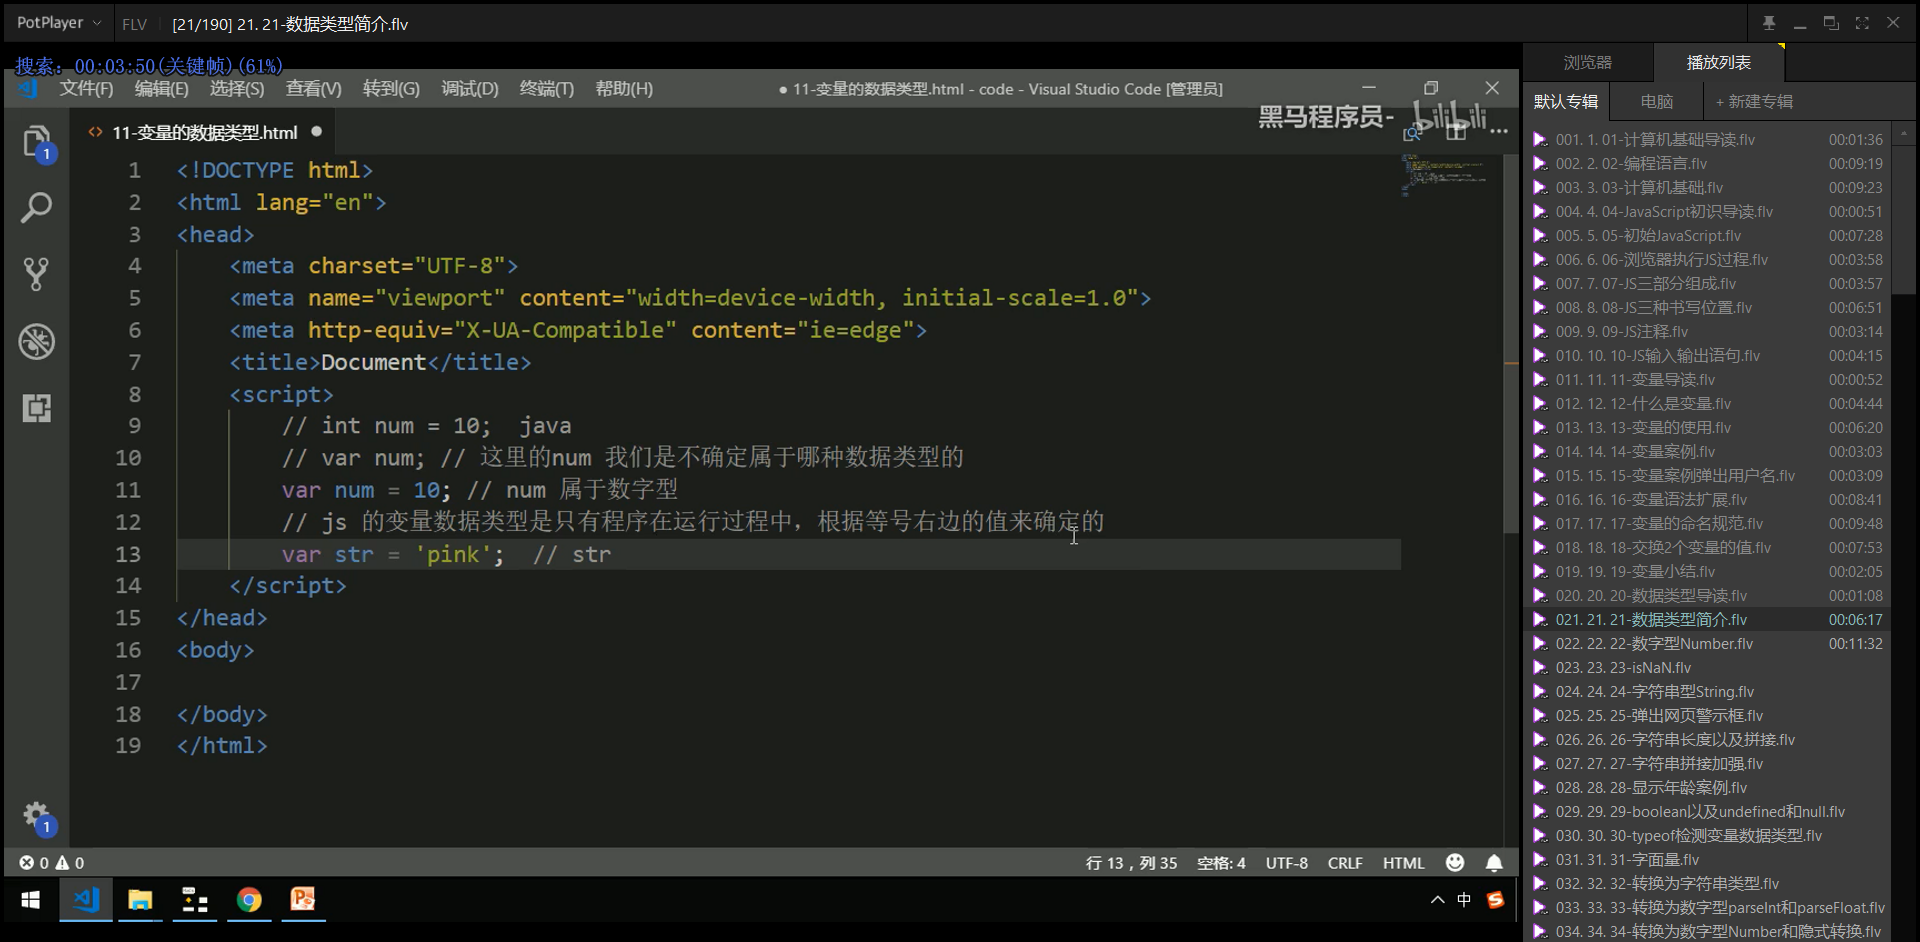 PotPlayer FLV [21/190] 21. 21-数据类型简介.flv
搜索: 00:03:50(关键帧)(61%)
文件(F) 编辑(E) 选择(S) 查看(V) 转到(G) 调试(D) 终端(T) 帮助(H) ● 11-变量的数据类型.html - code - Visual Studio Code [管理员]
黑马程序员- bilibili
11-变量的数据类型.html
1 <!DOCTYPE html>
2 <html lang="en">
3 <head>
4 <meta charset="UTF-8">
5 <meta name="viewport" content="width=device-width, initial-scale=1.0">
6 <meta http-equiv="X-UA-Compatible" content="ie=edge">
7 <title>Document</title>
8 <script>
9 // int num = 10; java
10 // var num; // 这里的num 我们是不确定属于哪种数据类型的
11 var num = 10; // num 属于数字型
12 // js 的变量数据类型是只有程序在运行过程中，根据等号右边的值来确定的
13 var str = 'pink'; // str
14 </script>
15 </head>
16 <body>
17
18 </body>
19 </html>
1
1
0 0 行 13，列 35 空格: 4 UTF-8 CRLF HTML
中
浏览器 播放列表
默认专辑 电脑 + 新建专辑
001. 1. 01-计算机基础导读.flv 00:01:36
002. 2. 02-编程语言.flv 00:09:19
003. 3. 03-计算机基础.flv 00:09:23
004. 4. 04-JavaScript初识导读.flv 00:00:51
005. 5. 05-初始JavaScript.flv 00:07:28
006. 6. 06-浏览器执行JS过程.flv 00:03:58
007. 7. 07-JS三部分组成.flv 00:03:57
008. 8. 08-JS三种书写位置.flv 00:06:51
009. 9. 09-JS注释.flv 00:03:14
010. 10. 10-JS输入输出语句.flv 00:04:15
011. 11. 11-变量导读.flv 00:00:52
012. 12. 12-什么是变量.flv 00:04:44
013. 13. 13-变量的使用.flv 00:06:20
014. 14. 14-变量案例.flv 00:03:03
015. 15. 15-变量案例弹出用户名.flv 00:03:09
016. 16. 16-变量语法扩展.flv 00:08:41
017. 17. 17-变量的命名规范.flv 00:09:48
018. 18. 18-交换2个变量的值.flv 00:07:53
019. 19. 19-变量小结.flv 00:02:05
020. 20. 20-数据类型导读.flv 00:01:08
021. 21. 21-数据类型简介.flv 00:06:17
022. 22. 22-数字型Number.flv 00:11:32
023. 23. 23-isNaN.flv
024. 24. 24-字符串型String.flv
025. 25. 25-弹出网页警示框.flv
026. 26. 26-字符串长度以及拼接.flv
027. 27. 27-字符串拼接加强.flv
028. 28. 28-显示年龄案例.flv
029. 29. 29-boolean以及undefined和null.flv
030. 30. 30-typeof检测变量数据类型.flv
031. 31. 31-字面量.flv
032. 32. 32-转换为字符串类型.flv
033. 33. 33-转换为数字型parseInt和parseFloat.flv
034. 34. 34-转换为数字型Number和隐式转换.flv